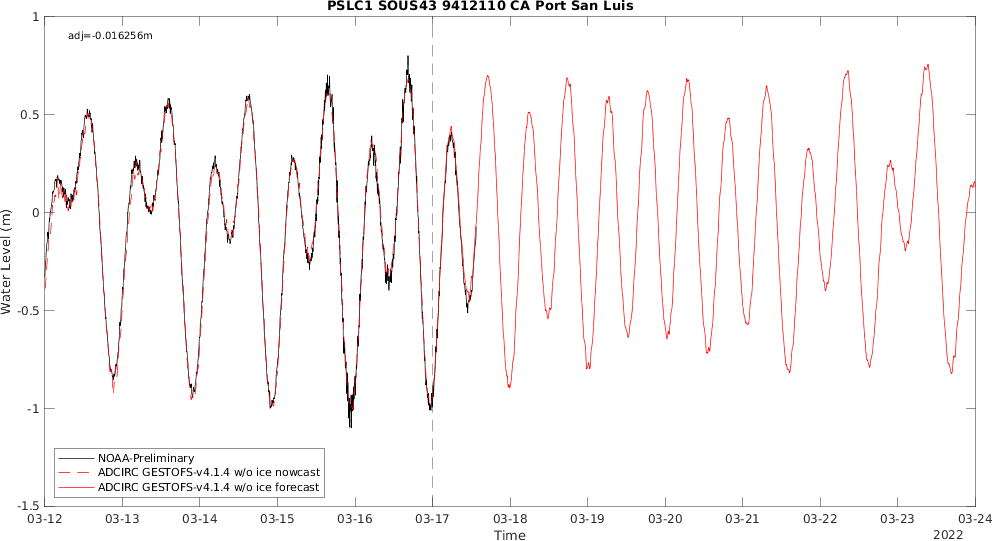 PSLC1 SOUS43 9412110 CA Port San Luis
adj=-0.016256m
1
0.5
0
-0.5
-1
-1.5
Water Level (m)
NOAA-Preliminary
ADCIRC GESTOFS-v4.1.4 w/o ice nowcast
ADCIRC GESTOFS-v4.1.4 w/o ice forecast
03-12 03-13 03-14 03-15 03-16 03-17 03-18 03-19 03-20 03-21 03-22 03-23 03-24
Time
2022